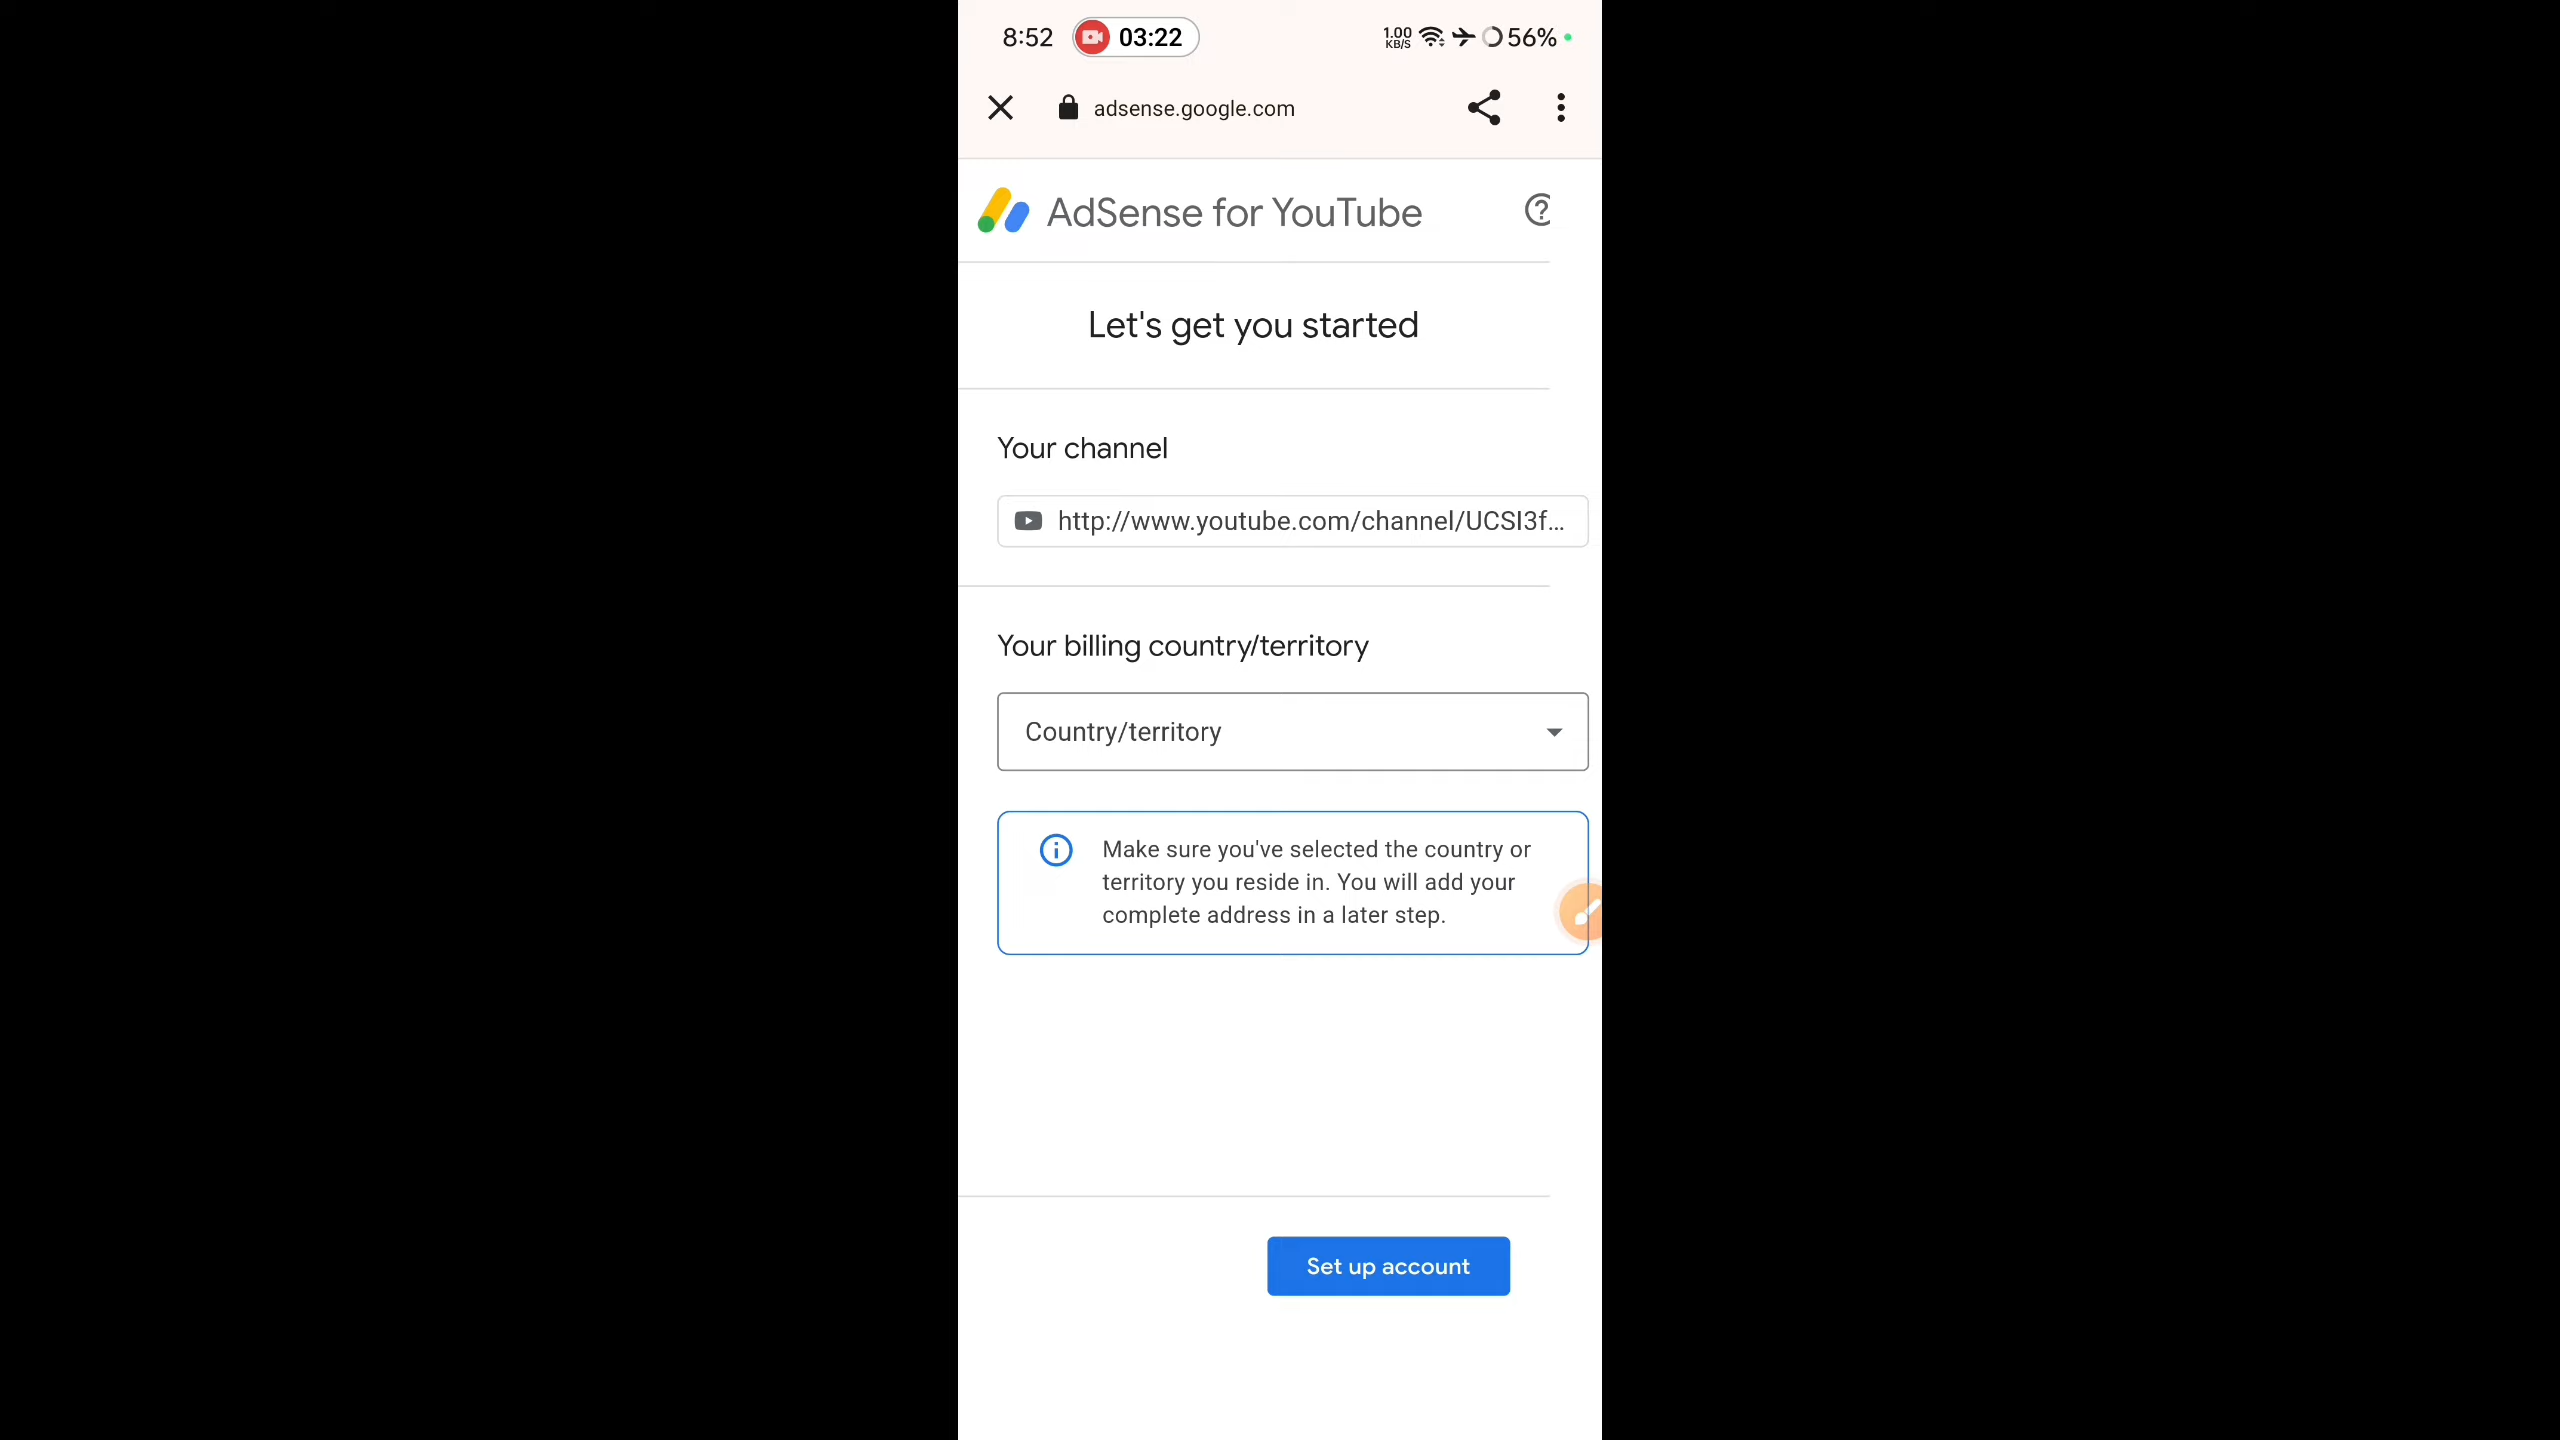 8:52 03:22 1.00 KB/S 56%
adsense.google.com
AdSense for YouTube
Let's get you started
Your channel
http://www.youtube.com/channel/UCSI3f...
Your billing country/territory
Country/territory
Make sure you've selected the country or
territory you reside in. You will add your
complete address in a later step.
Set up account